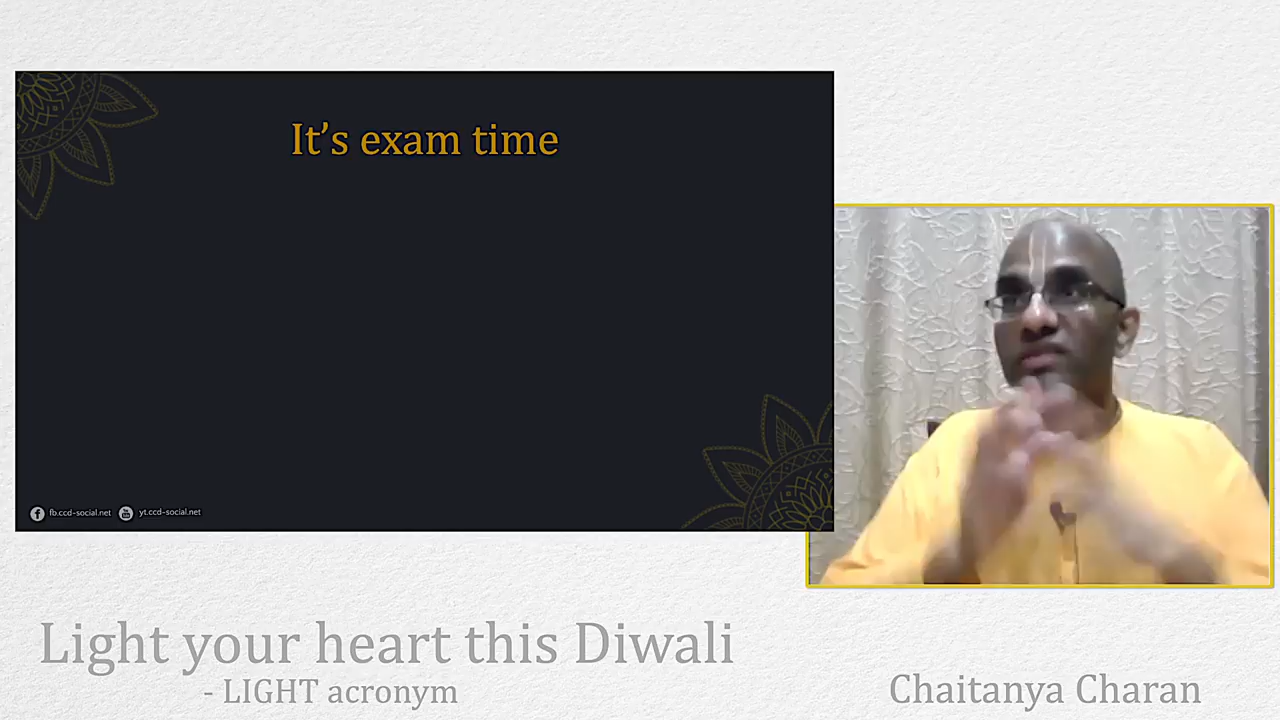 It's exam time
fb.ccd-social.net yt.ccd-social.net
Light your heart this Diwali
- LIGHT acronym
Chaitanya Charan